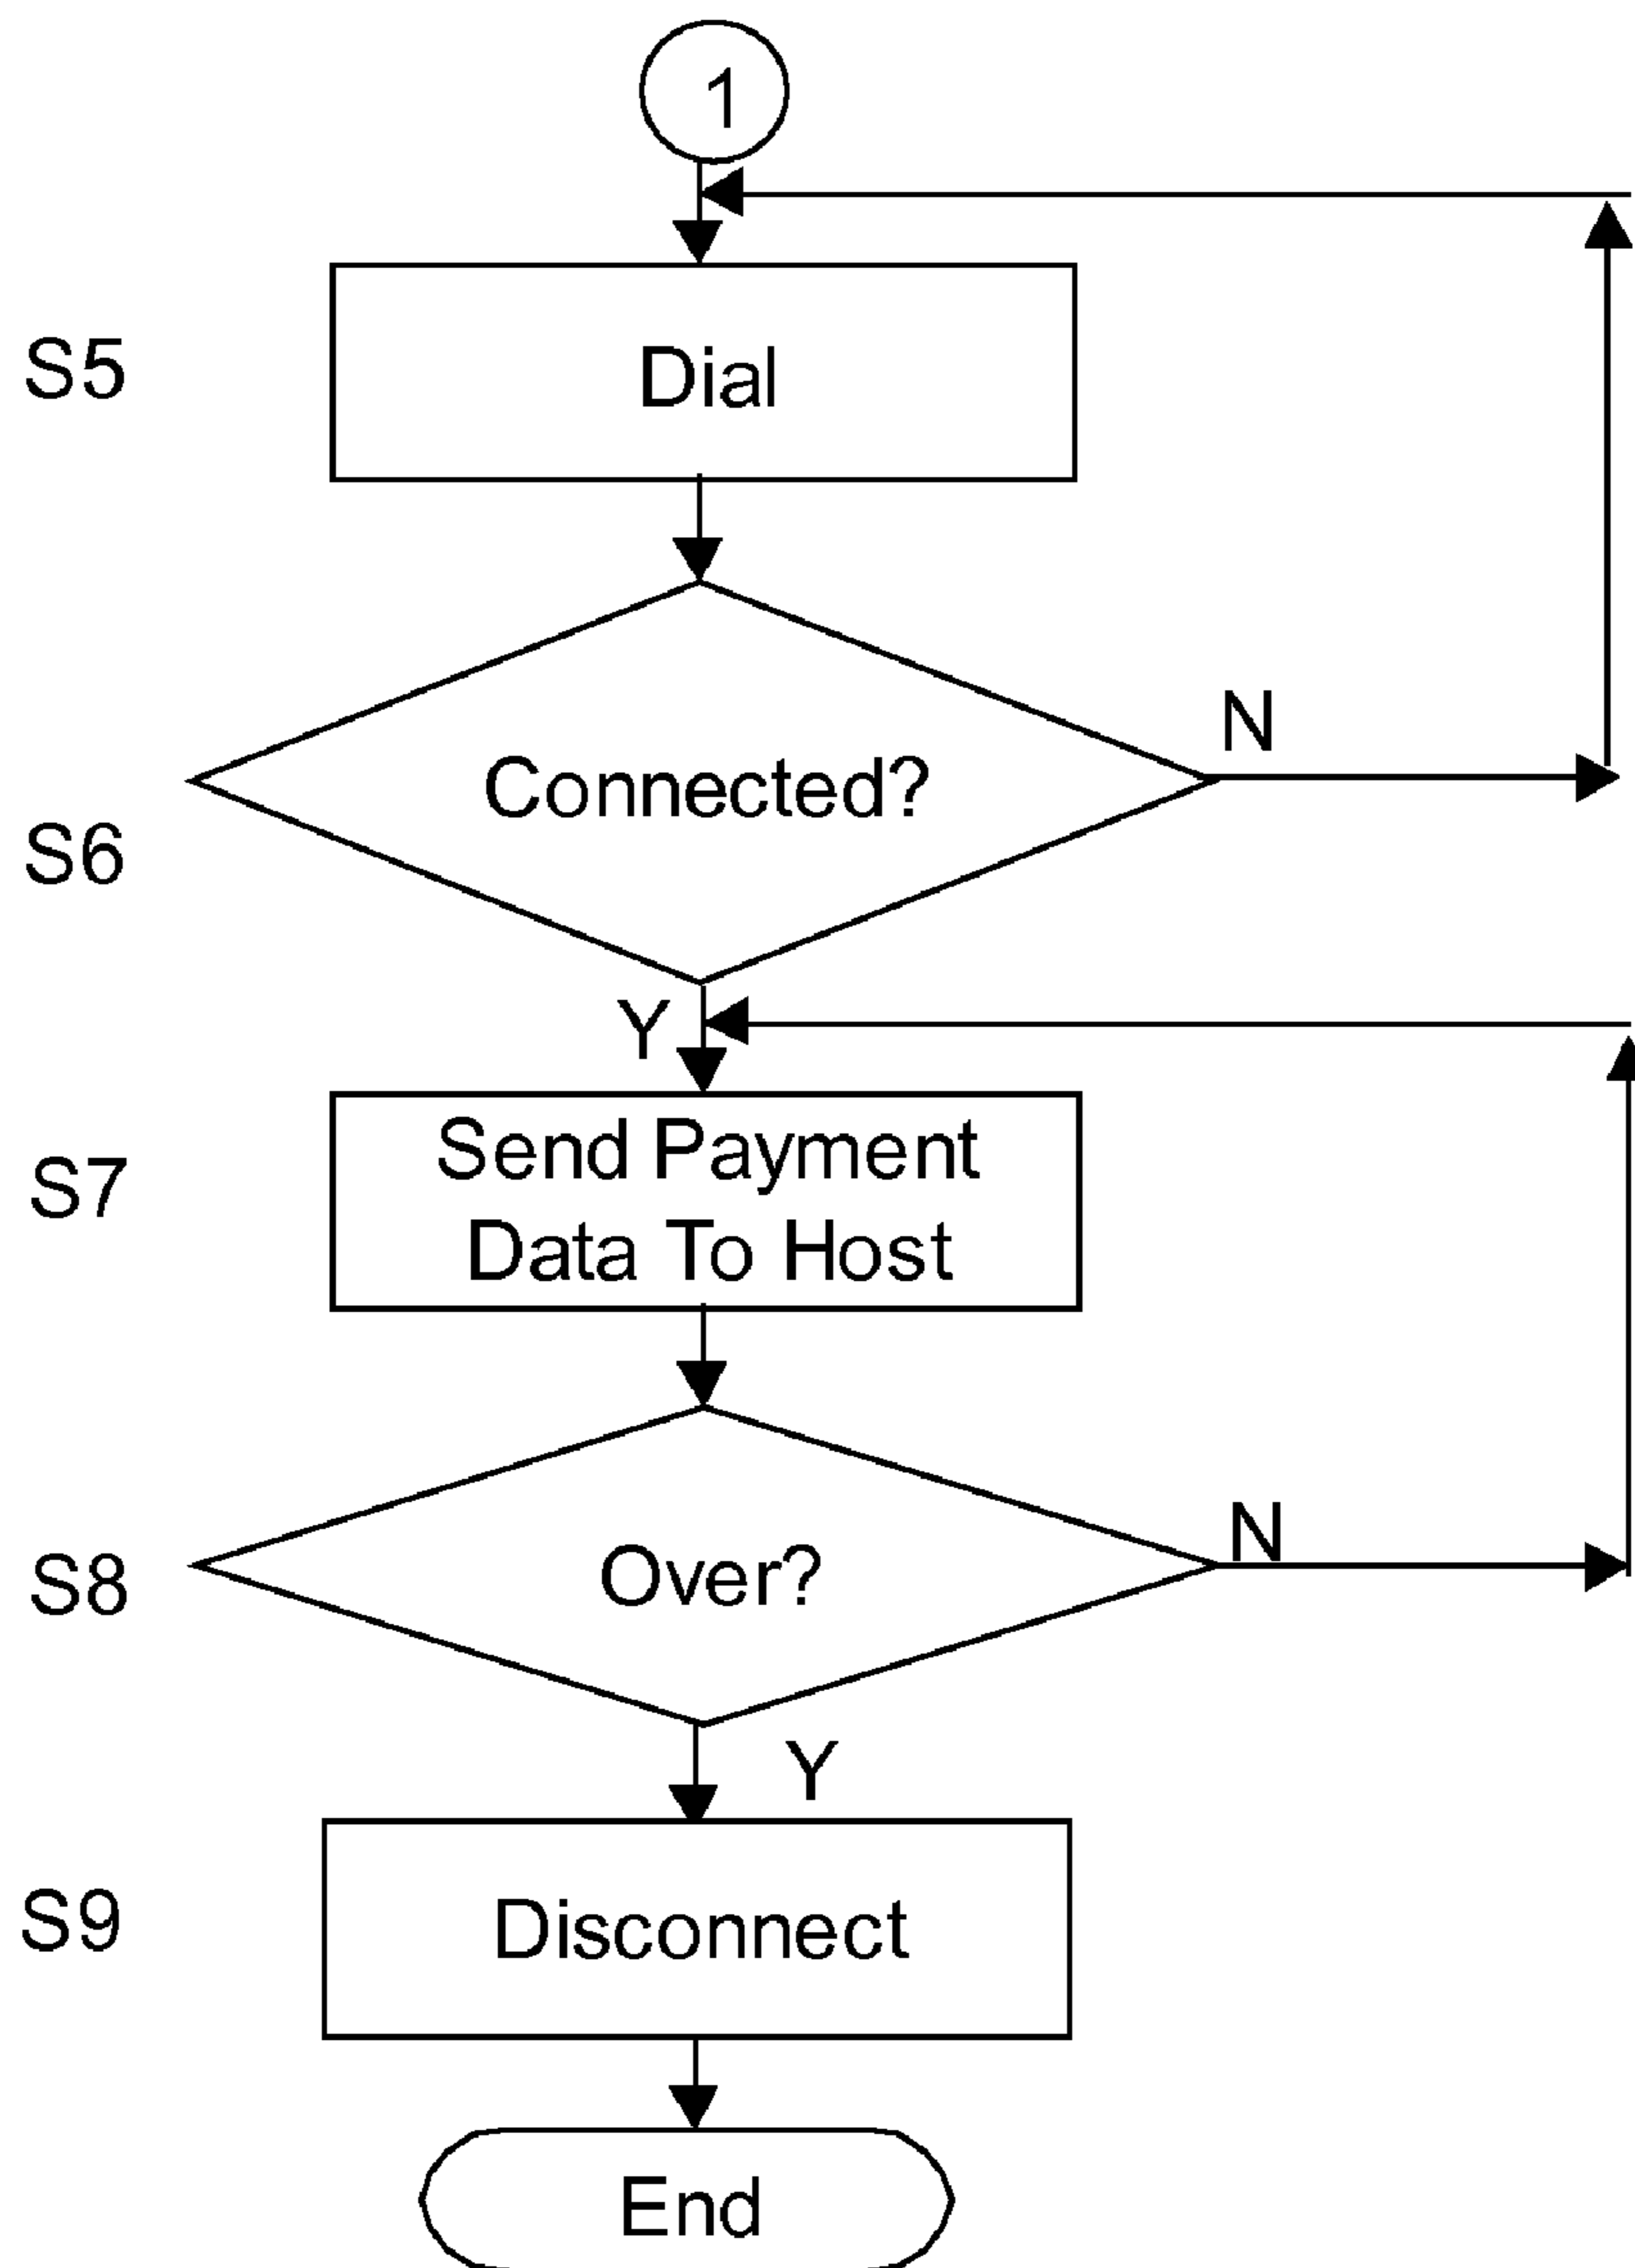 1
S5
Dial
N
Connected?
S6
Y
Send Payment
S7
Data To Host
N
S8
Over?
Y
S9
Disconnect
End